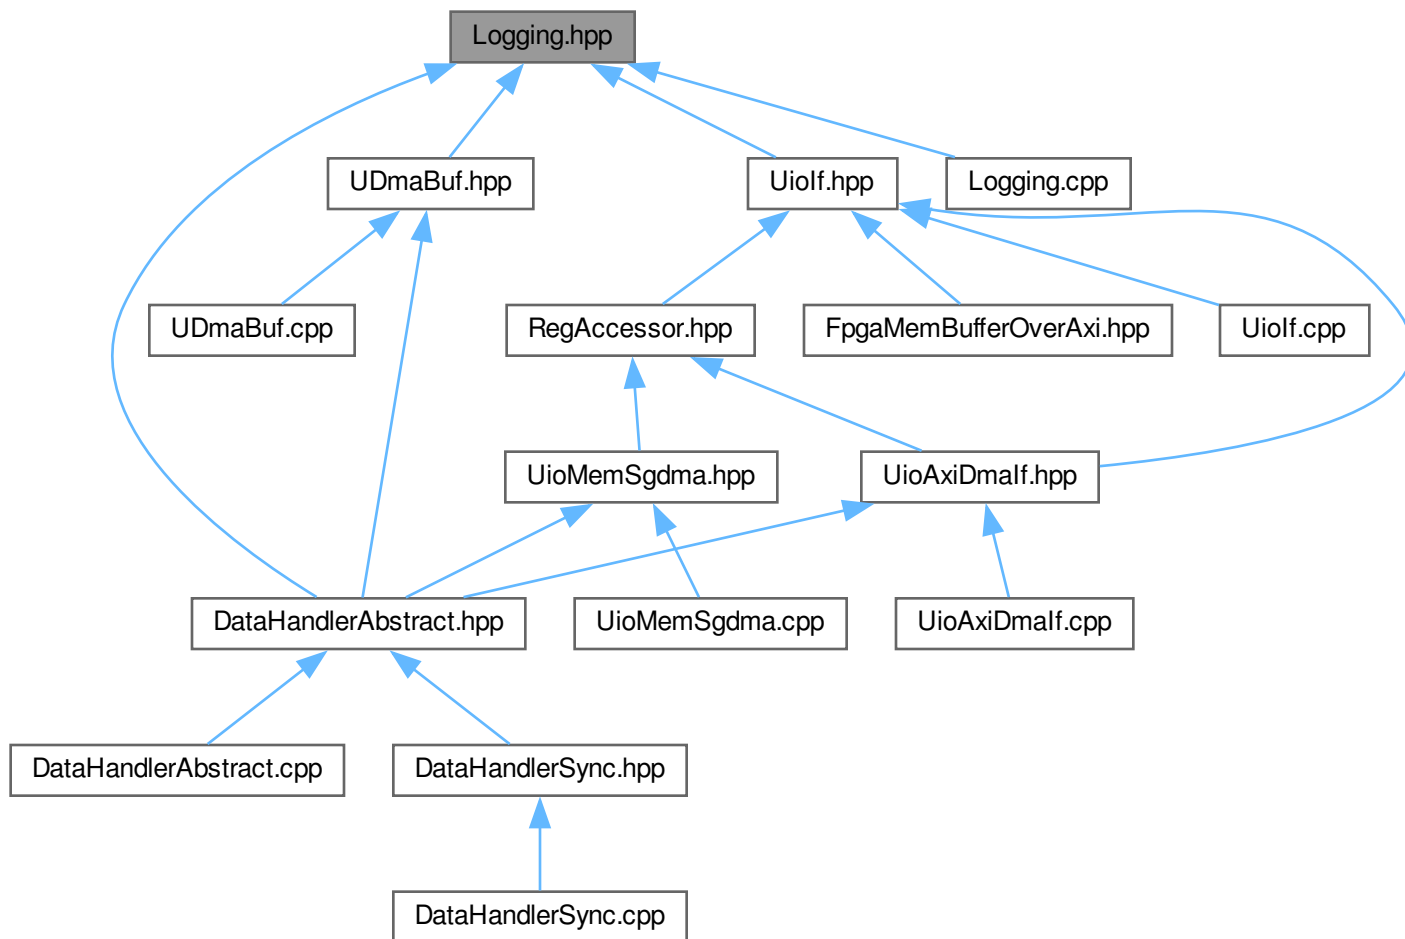 Logging.hpp
UDmaBuf.hpp
UioIf.hpp
Logging.cpp
UDmaBuf.cpp
RegAccessor.hpp
FpgaMemBufferOverAxi.hpp
UioIf.cpp
UioMemSgdma.hpp
UioAxiDmaIf.hpp
DataHandlerAbstract.hpp
UioMemSgdma.cpp
UioAxiDmaIf.cpp
DataHandlerAbstract.cpp
DataHandlerSync.hpp
DataHandlerSync.cpp